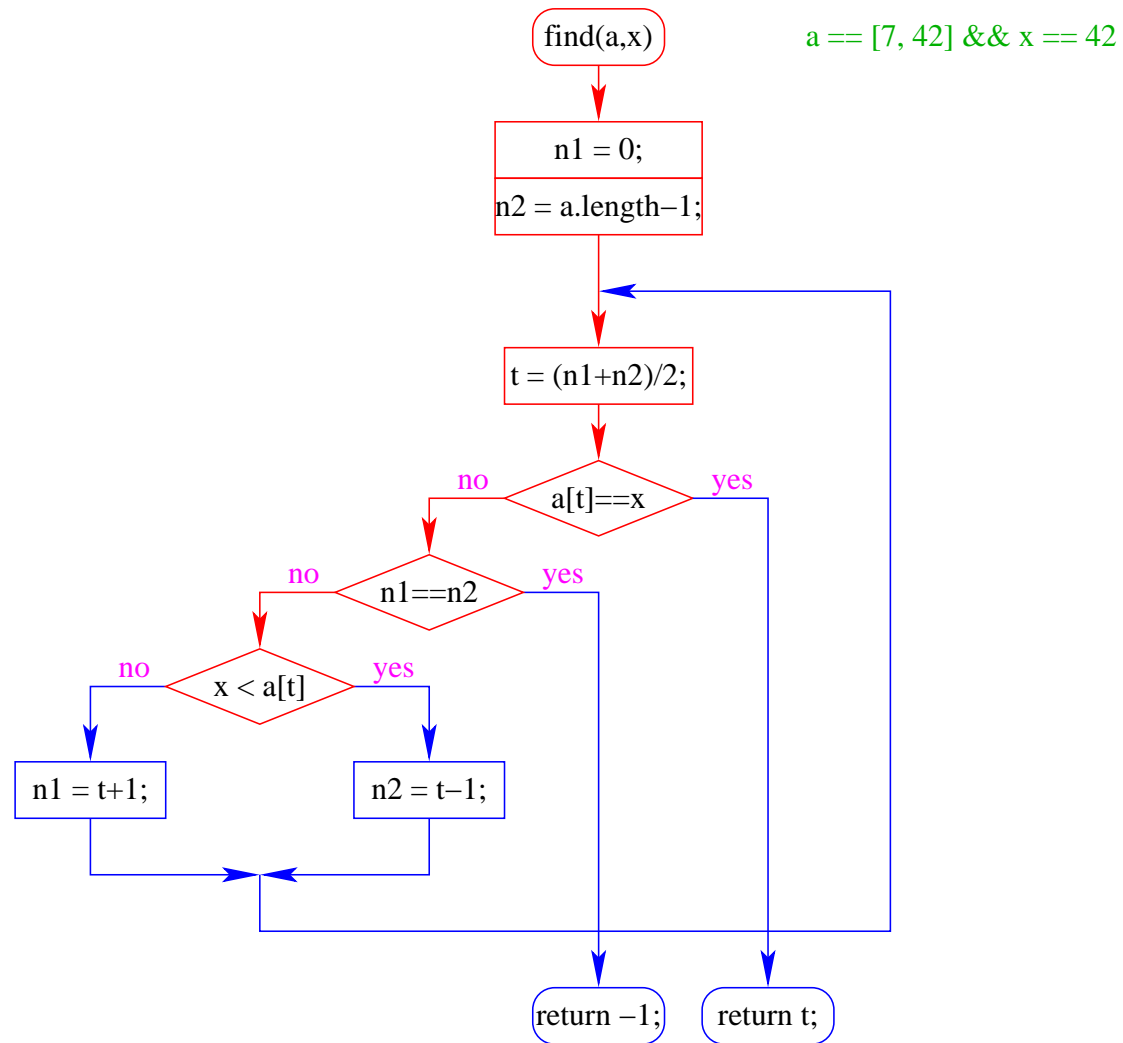 find(a,x)
a == [7, 42] && x == 42
n1 = 0;
n2 = a.length−1;
t = (n1+n2)/2;
no
yes
a[t]==x
no
yes
n1==n2
no
yes
x < a[t]
n1 = t+1;
n2 = t−1;
return −1;
return t;